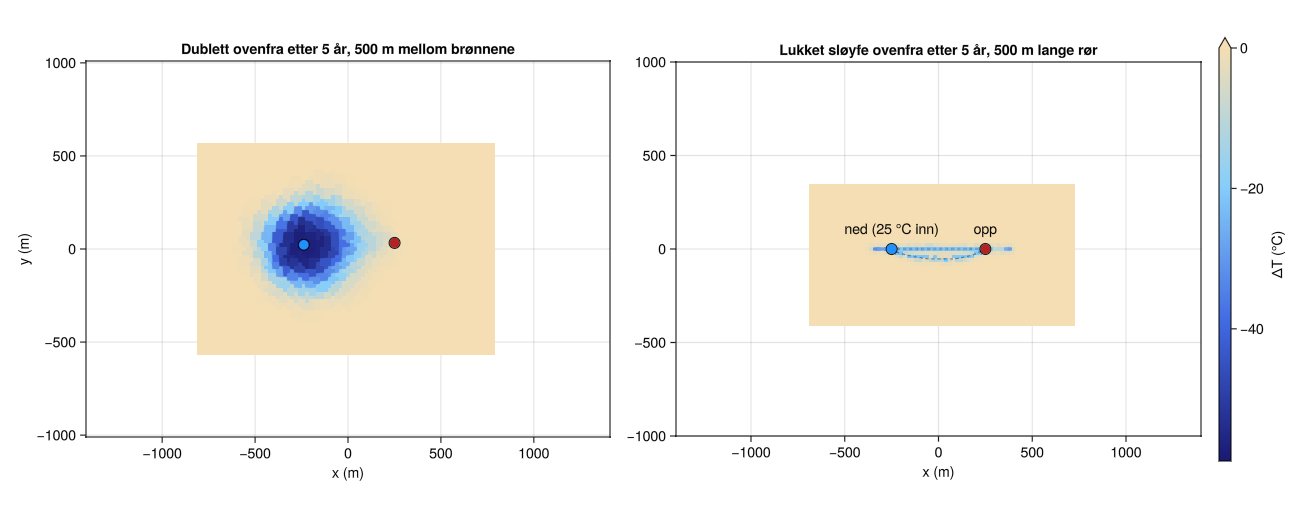 Dublett ovenfra etter 5 år, 500 m mellom brønnene
1000
500
0
−500
−1000
−1000
−500
0
500
1000
x (m)
y (m)
Lukket sløyfe ovenfra etter 5 år, 500 m lange rør
1000
500
0
−500
−1000
ned (25 °C inn)
opp
−1000
−500
0
500
1000
x (m)
0
−20
−40
ΔT (°C)